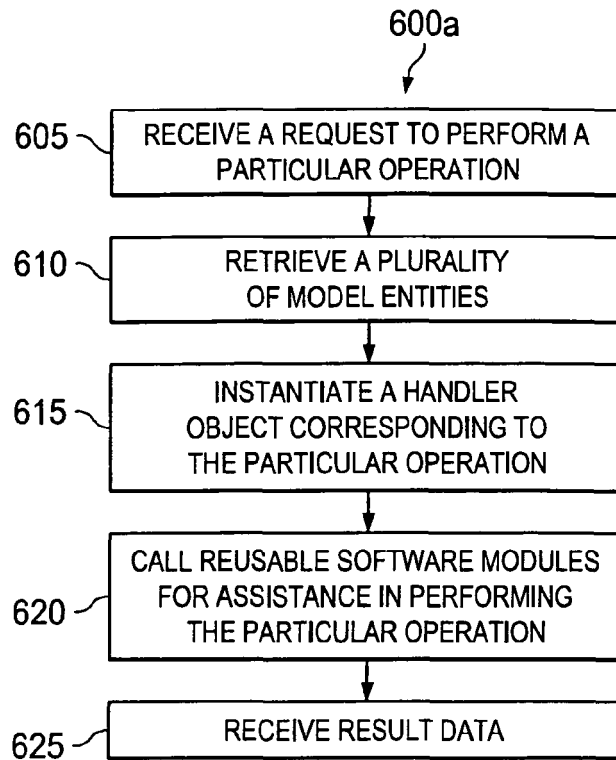 600a
605
RECEIVE A REQUEST TO PERFORM A
PARTICULAR OPERATION
610
RETRIEVE A PLURALITY
OF MODEL ENTITIES
615
INSTANTIATE A HANDLER
OBJECT CORRESPONDING TO
THE PARTICULAR OPERATION
620
CALL REUSABLE SOFTWARE MODULES
FOR ASSISTANCE IN PERFORMING
THE PARTICULAR OPERATION
625
RECEIVE RESULT DATA